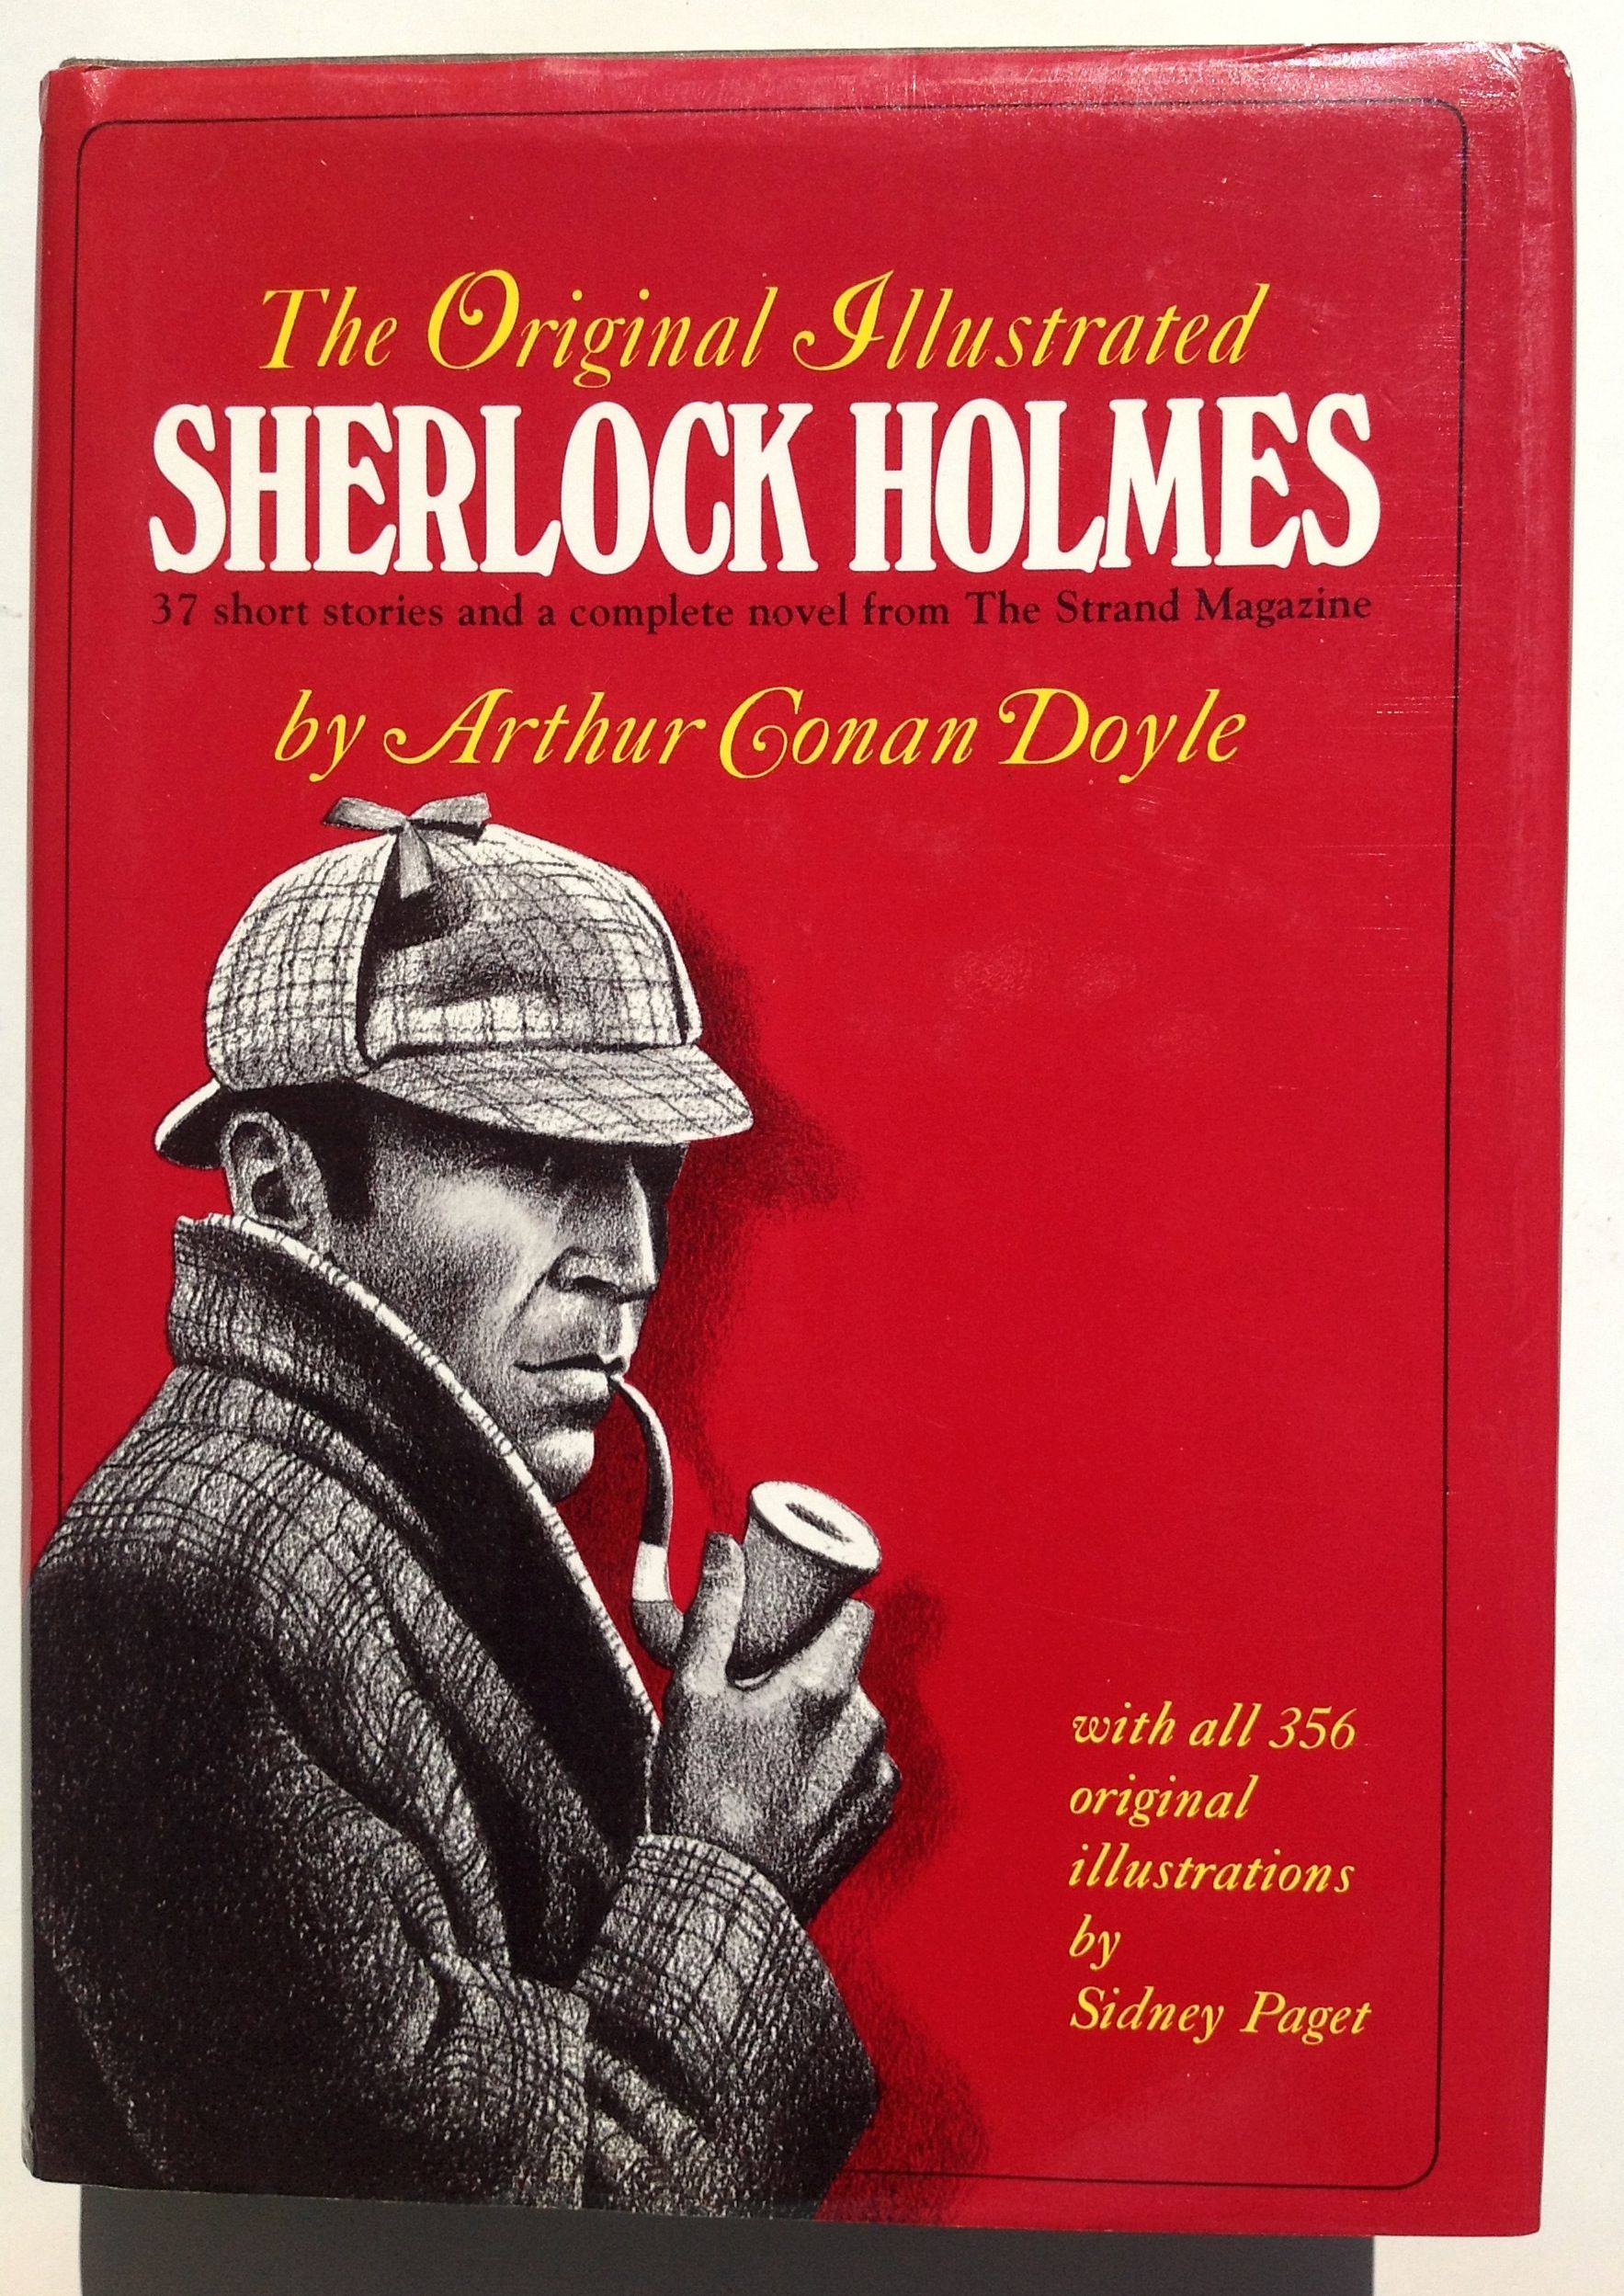 The Original Illustrated
SHERLOCK HOLMES
37 short stories and a complete novel from The Strand Magazine
by Arthur Conan Doyle
with all 356
original
illustrations
by
Sidney Paget